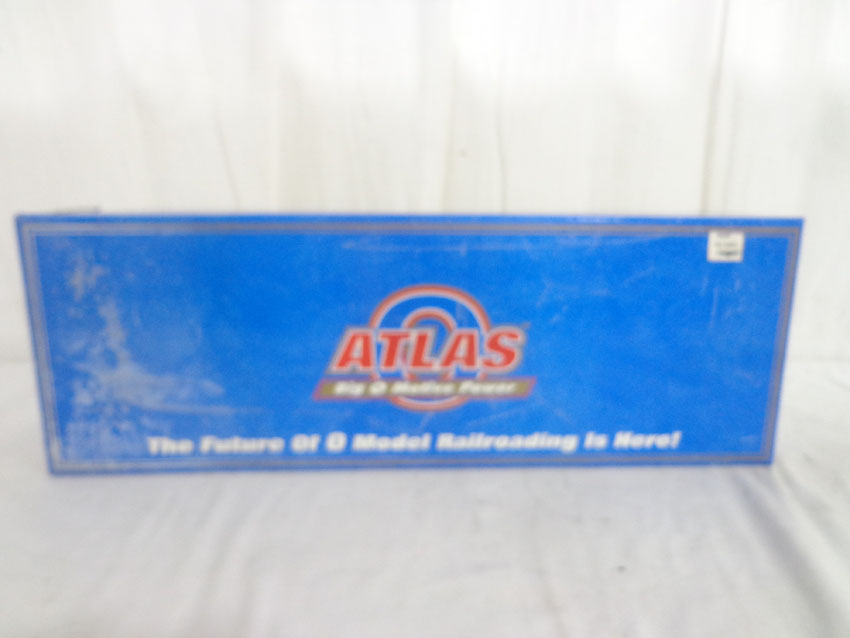 ATLAS
Big O Motive Power
The Future Of O Model Railroading Is Here!